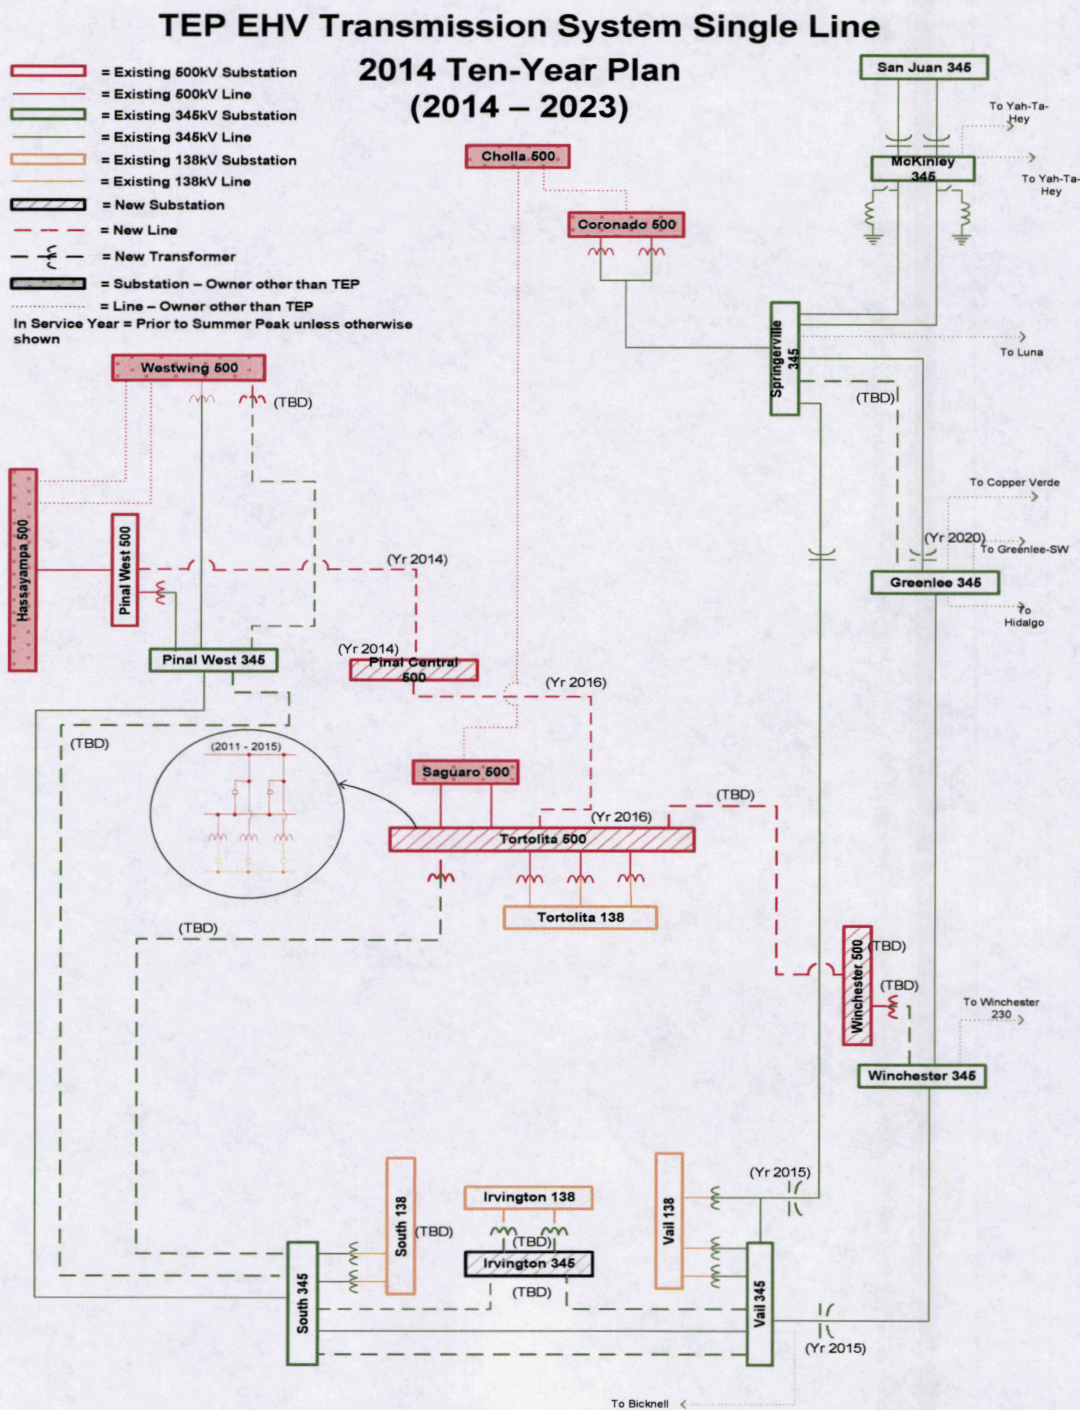 TEP EHV Transmission System Single Line
2014 Ten-Year Plan
(2014 – 2023)
= Existing 500kV Substation
= Existing 500kV Line
= Existing 345kV Substation
= Existing 345kV Line
= Existing 138kV Substation
= Existing 138kV Line
= New Substation
= New Line
= New Transformer
= Substation – Owner other than TEP
= Line – Owner other than TEP
In Service Year = Prior to Summer Peak unless otherwise
shown
San Juan 345
To Yah-Ta-
Hey
Cholla 500
McKinley
345
To Yah-Ta-
Hey
Coronado 500
Springerville
345
To Luna
Westwing 500
(TBD)
(TBD)
Hassayampa 500
Pinal West 500
To Copper Verde
(Yr 2014)
(Yr 2020)
To Greenlee-SW
Greenlee 345
To
Hidalgo
Pinal West 345
(Yr 2014)
Pinal Central
500
(Yr 2016)
(TBD)
(2011 - 2015)
Saguaro 500
(TBD)
(Yr 2016)
Tortolita 500
Tortolita 138
(TBD)
Winchester 500
(TBD)
(TBD)
To Winchester
230
Winchester 345
South 138
(TBD)
Irvington 138
(TBD)
Irvington 345
(TBD)
Vail 138
(Yr 2015)
South 345
Vail 345
(Yr 2015)
To Bicknell